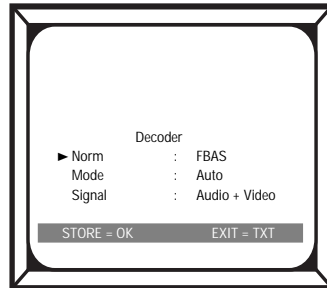 Decoder
► Norm : FBAS
Mode : Auto
Signal : Audio + Video
STORE = OK EXIT = TXT